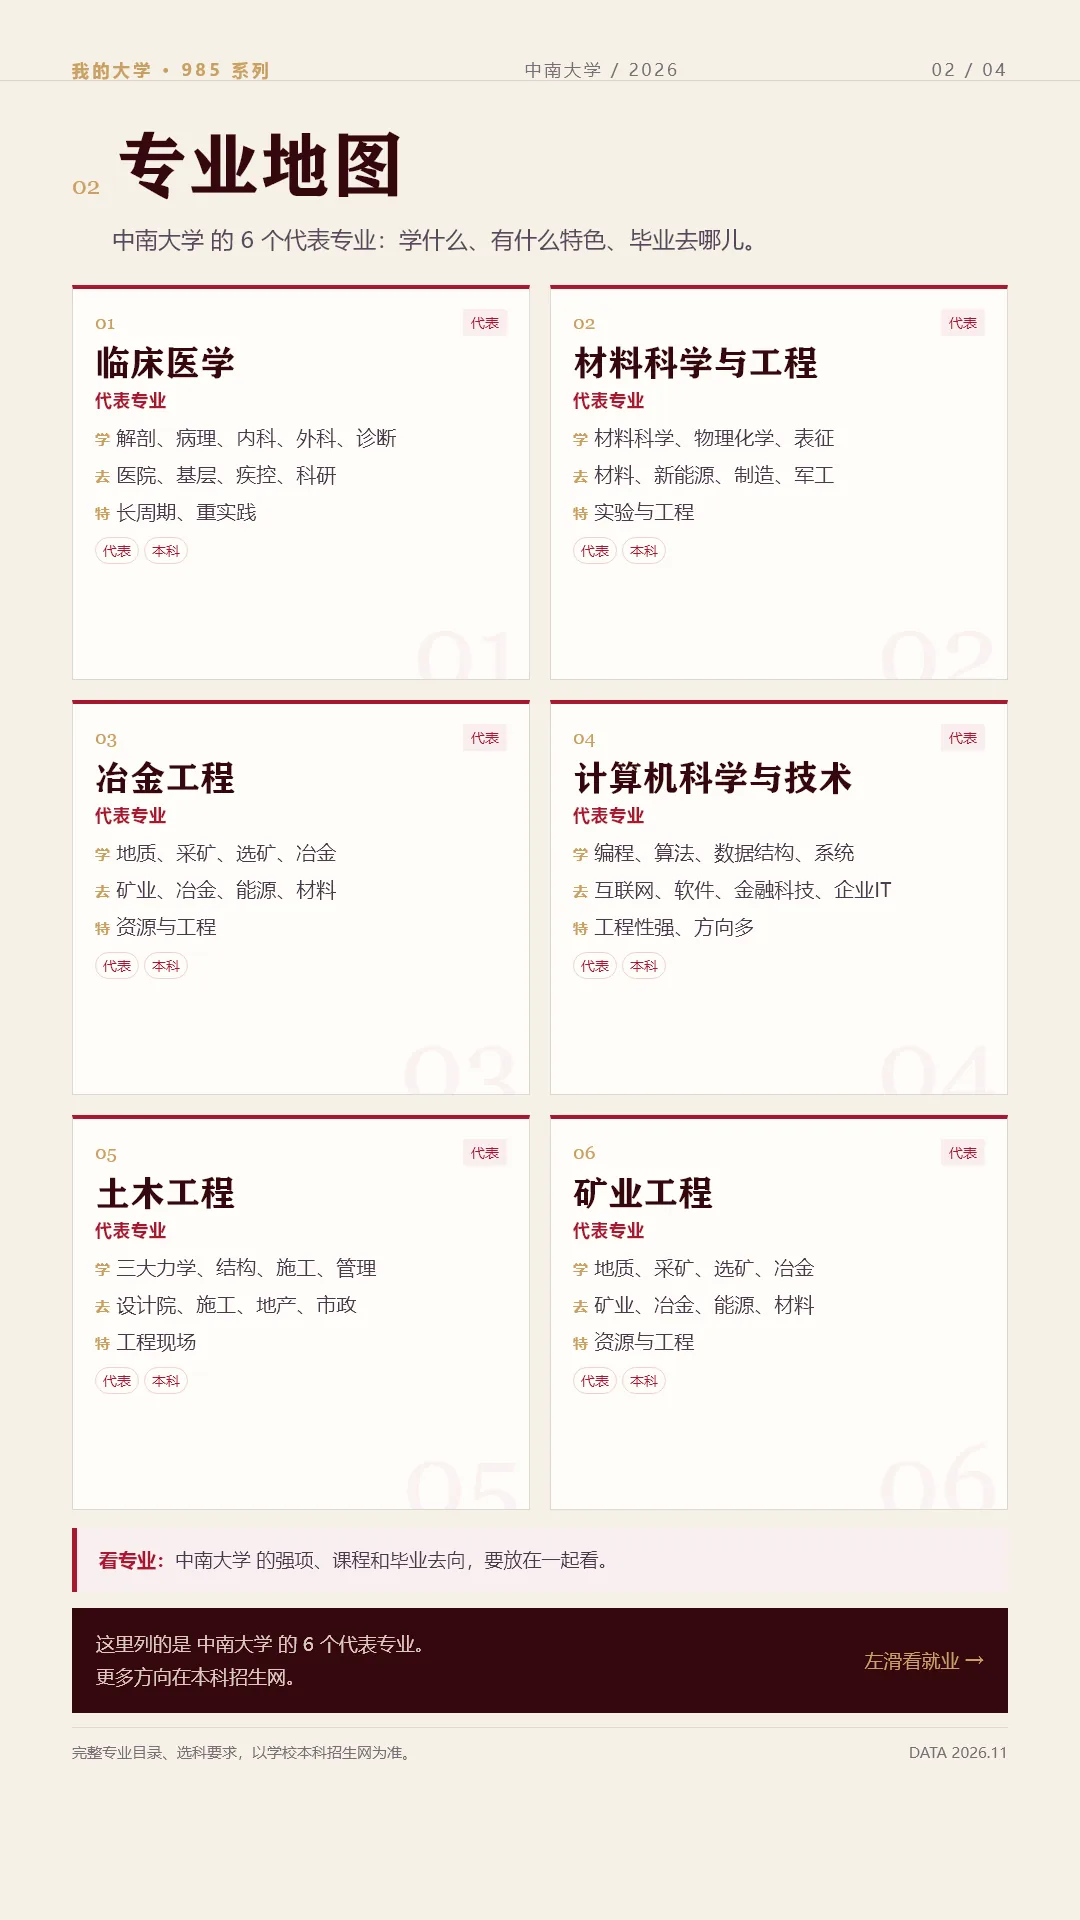 我的大学 • 985 系列
中南大学 / 2026
02 / 04
02 专业地图
中南大学 的 6 个代表专业：学什么、有什么特色、毕业去哪儿。
01
代表
临床医学
代表专业
学 解剖、病理、内科、外科、诊断
去 医院、基层、疾控、科研
特 长周期、重实践
代表 本科
01
02
代表
材料科学与工程
代表专业
学 材料科学、物理化学、表征
去 材料、新能源、制造、军工
特 实验与工程
代表 本科
02
03
代表
冶金工程
代表专业
学 地质、采矿、选矿、冶金
去 矿业、冶金、能源、材料
特 资源与工程
代表 本科
03
04
代表
计算机科学与技术
代表专业
学 编程、算法、数据结构、系统
去 互联网、软件、金融科技、企业IT
特 工程性强、方向多
代表 本科
04
05
代表
土木工程
代表专业
学 三大力学、结构、施工、管理
去 设计院、施工、地产、市政
特 工程现场
代表 本科
05
06
代表
矿业工程
代表专业
学 地质、采矿、选矿、冶金
去 矿业、冶金、能源、材料
特 资源与工程
代表 本科
06
看专业：中南大学 的强项、课程和毕业去向，要放在一起看。
这里列的是 中南大学 的 6 个代表专业。
更多方向在本科招生网。
左滑看就业 →
完整专业目录、选科要求，以学校本科招生网为准。
DATA 2026.11